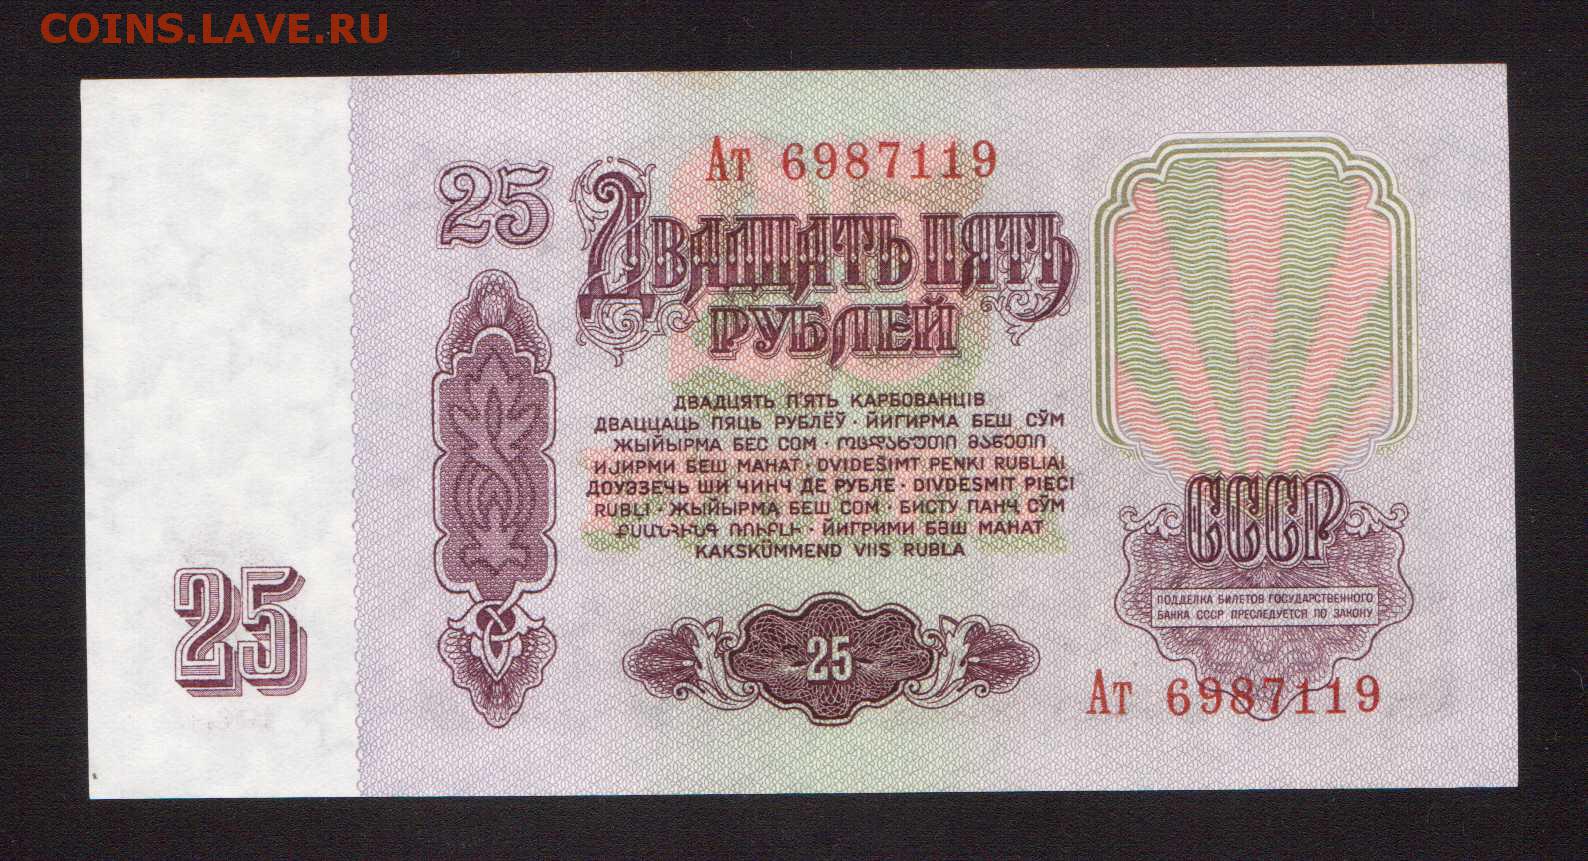 COINS.LAVE.RU
Ат 6987119
25
Двадцать пять
рублей
ДВАДЦЯТЬ П'ЯТЬ КАРБОВАНЦІВ
ДВАЦЦАЦЬ ПЯЦЬ РУБЛЁЎ · ЙИГИРМА БЕШ СЎМ
ЖЫЙЫРМА БЕС СОМ · ოცდახუთი მანეთი
ИЈИРМИ БЕШ МАНАТ · DVIDEŠIMT PENKI RUBLIAI
ДОУЭЗЕЧЬ ШИ ЧИНЧ ДЕ РУБЛЕ · DIVDESMIT PIECI
RUBĻI · ЖЫЙЫРМА БЕШ СОМ · БИСТУ ПАНҶ СЎМ
ՔՍԱՆՀԻՆԳ ՌՈՒԲԼԻ · ЙИГРИМИ БӘШ МАНАТ
KAKSKÜMMEND VIIS RUBLA
СССР
ПОДДЕЛКА БИЛЕТОВ ГОСУДАРСТВЕННОГО
БАНКА СССР ПРЕСЛЕДУЕТСЯ ПО ЗАКОНУ
25
25
Ат 6987119